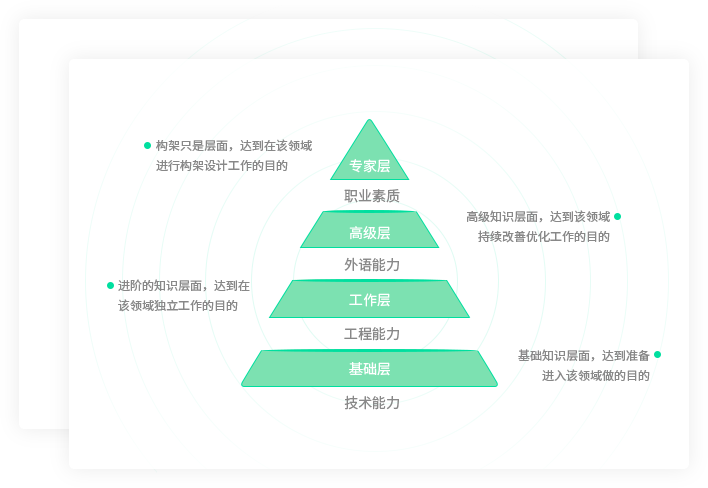 构架只是层面，达到在该领域
进行构架设计工作的目的
专家层
职业素质
高级知识层面，达到该领域
持续改善优化工作的目的
高级层
外语能力
进阶的知识层面，达到在
该领域独立工作的目的
工作层
工程能力
基础知识层面，达到准备
进入该领域做的目的
基础层
技术能力